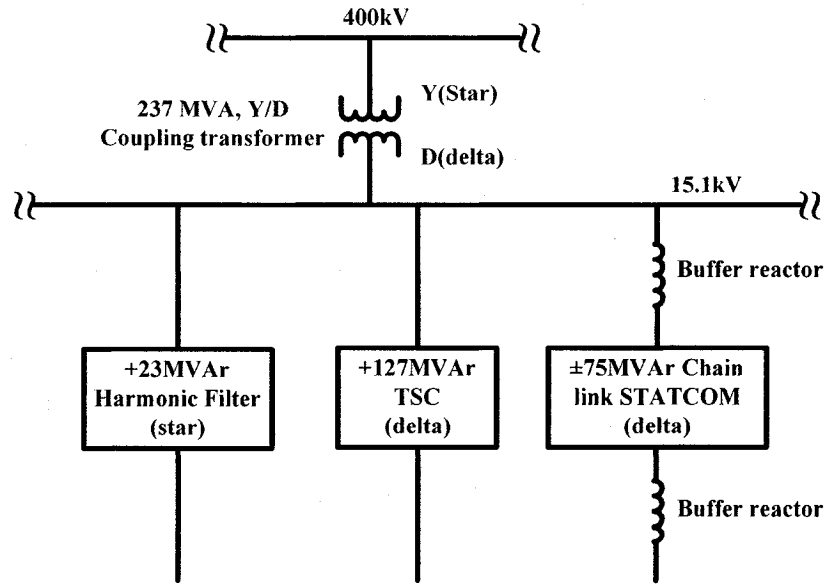 400kV
237 MVA, Y/D
Coupling transformer
Y(Star)
D(delta)
15.1kV
Buffer reactor
+23MVAr
Harmonic Filter
(star)
+127MVAr
TSC
(delta)
±75MVAr Chain
link STATCOM
(delta)
Buffer reactor